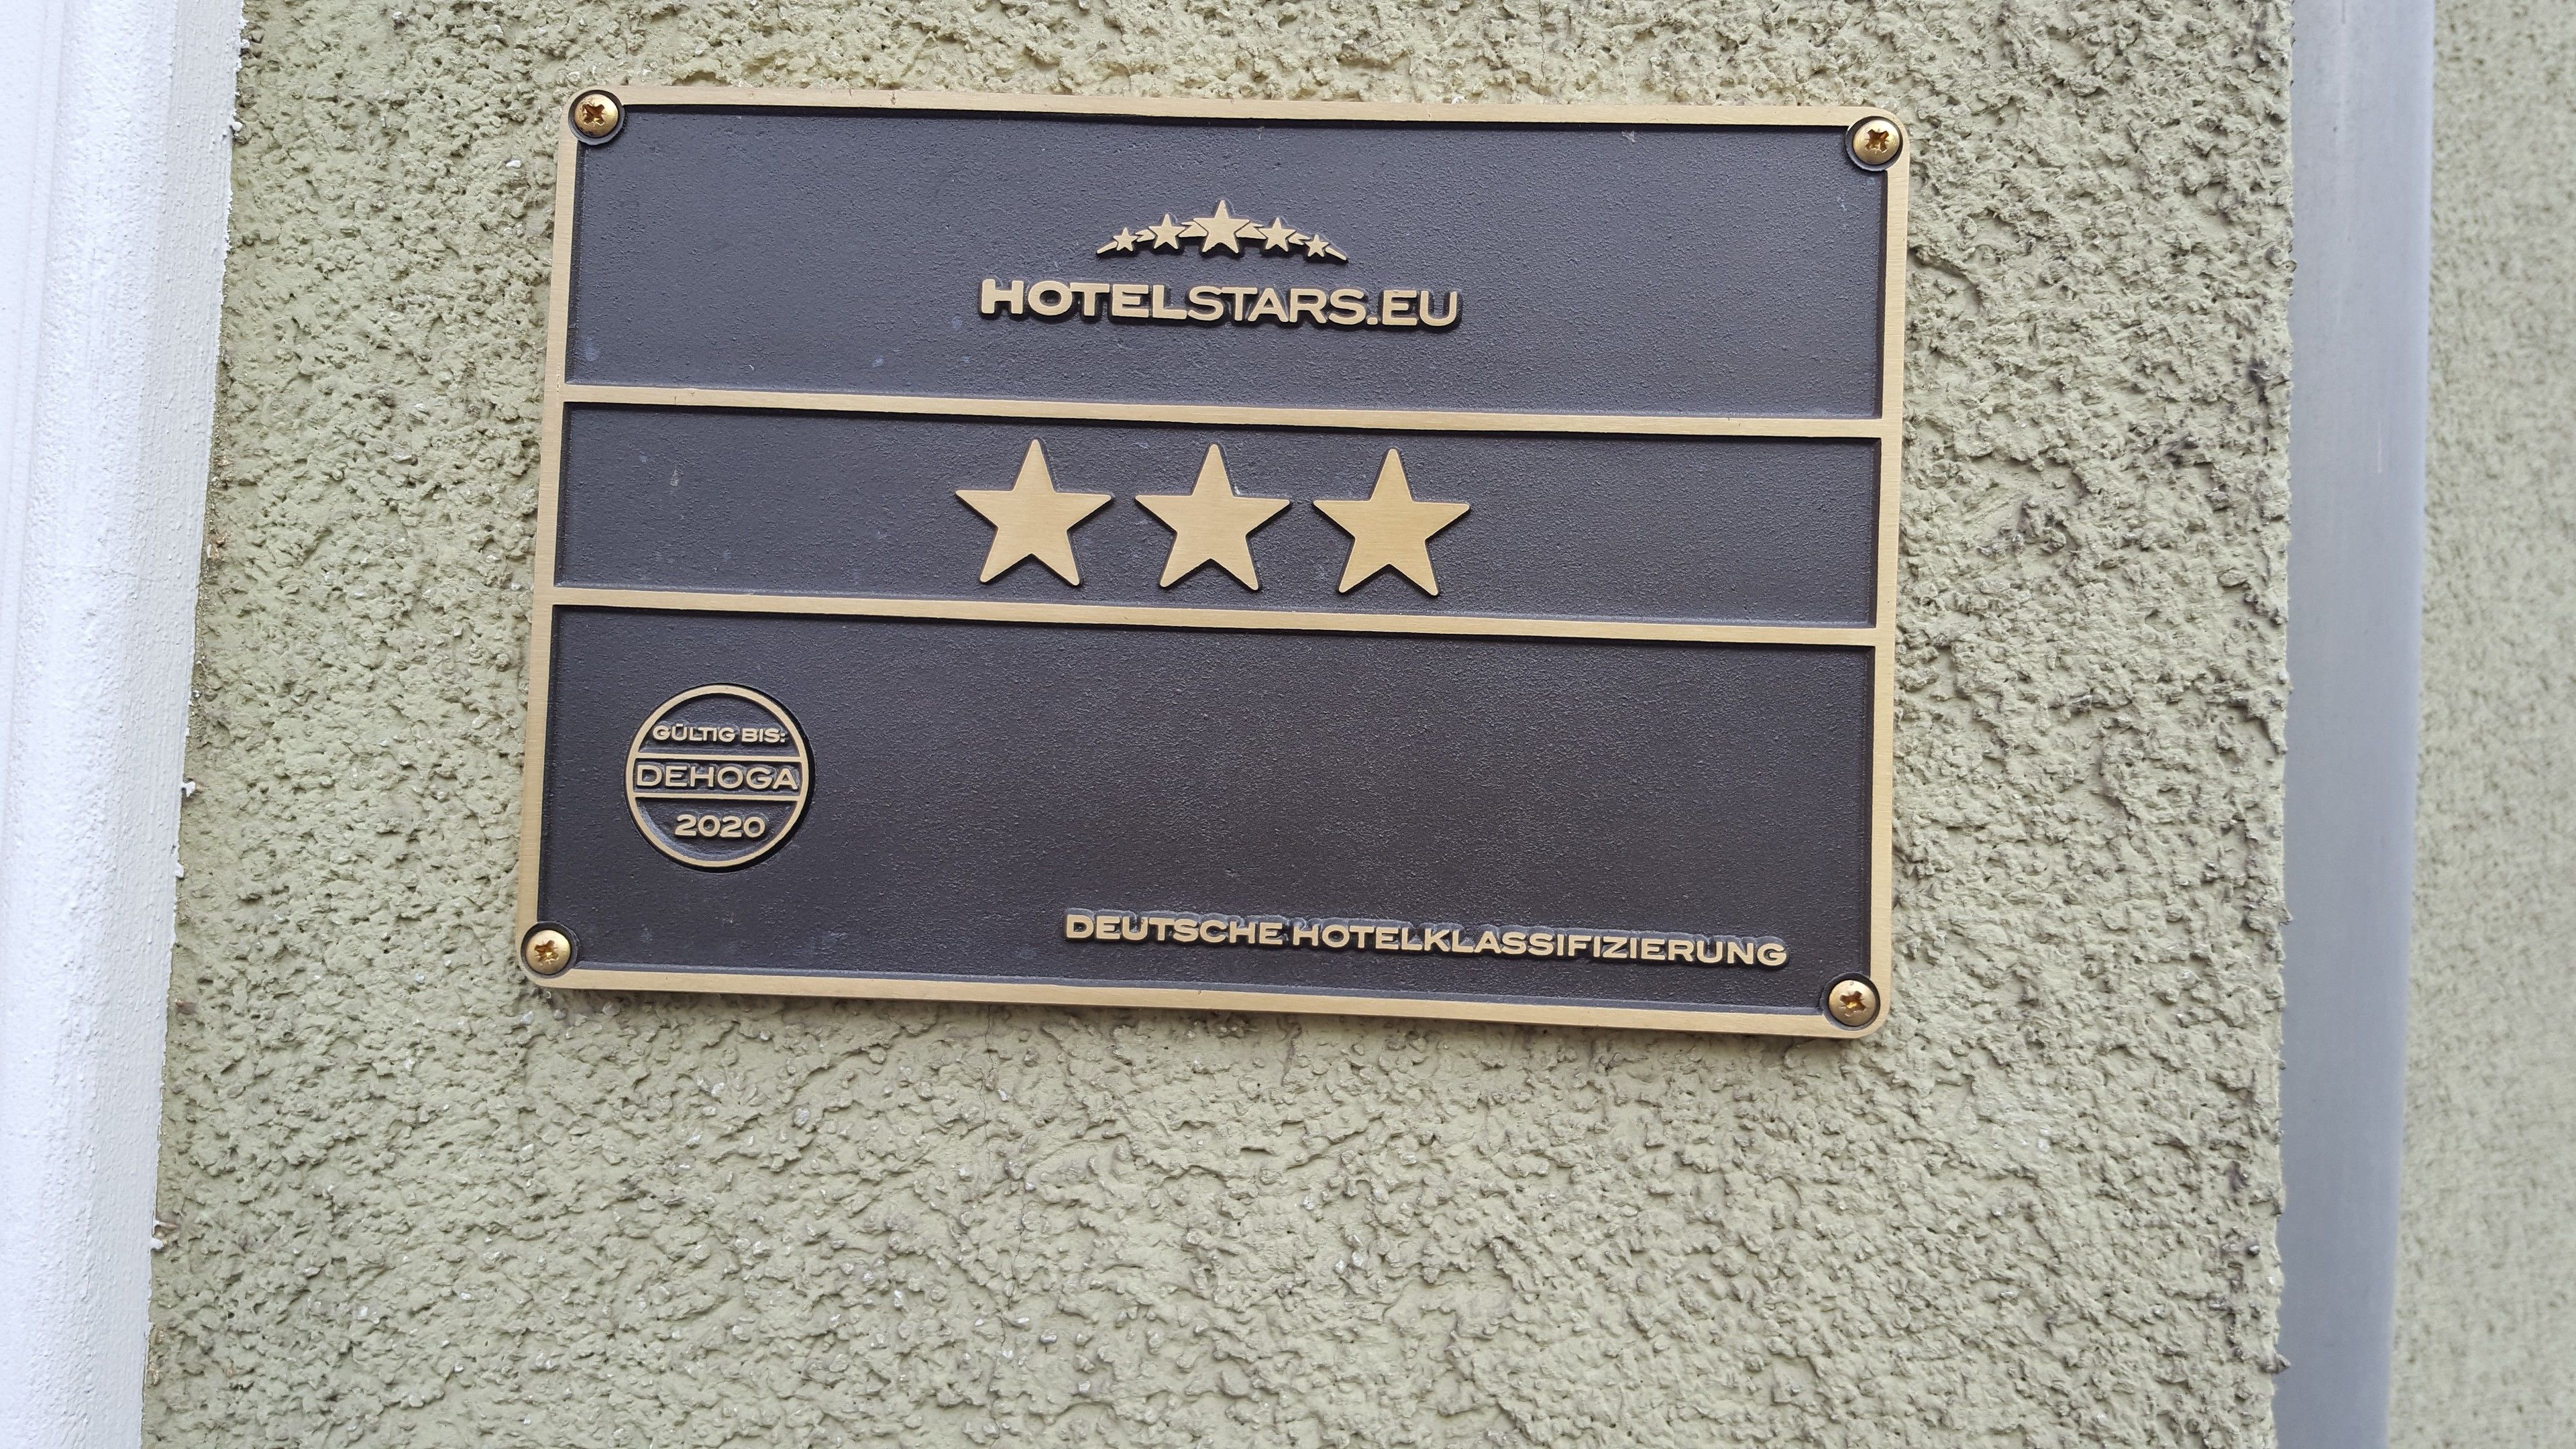 HOTELSTARS.EU
GÜLTIG BIS:
DEHOGA
2020
DEUTSCHE HOTELKLASSIFIZIERUNG